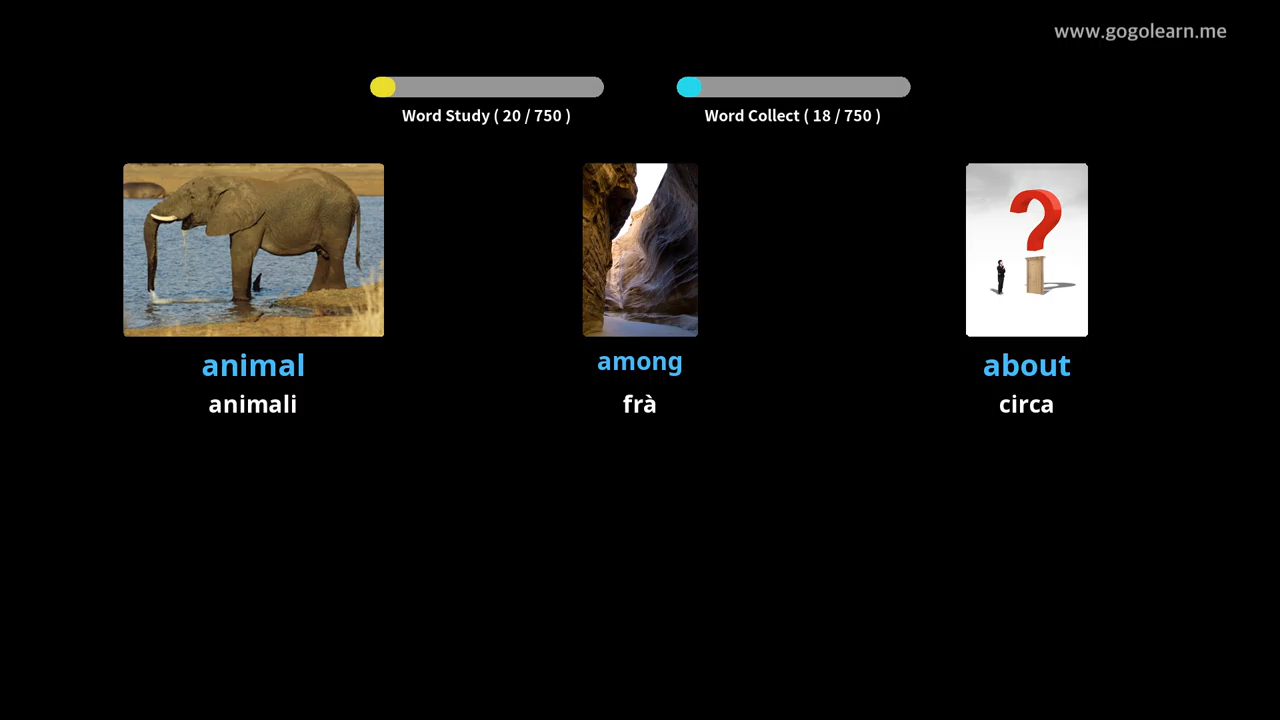 www.gogolearn.me
Word Study ( 20 / 750 )
Word Collect ( 18 / 750 )
animal
among
about
animali
frà
circa